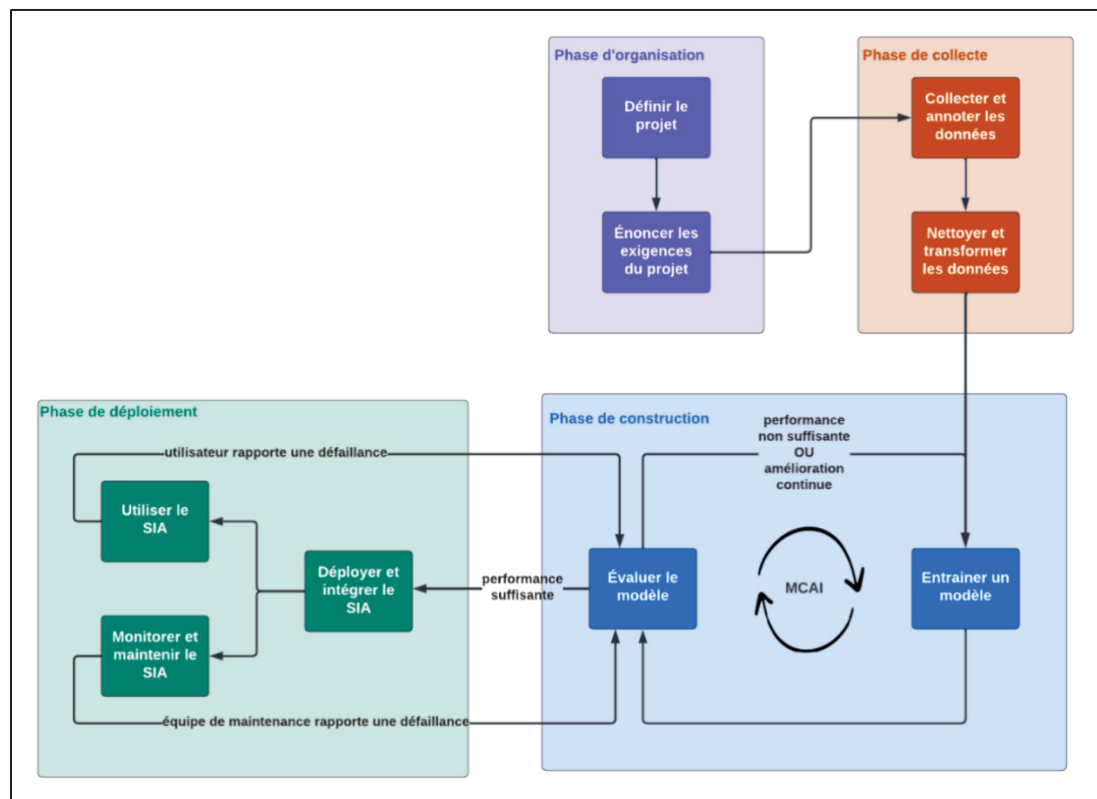 Phase d'organisation
Définir le
projet
Énoncer les
exigences
du projet
Phase de collecte
Collecter et
annoter les
données
Nettoyer et
transformer
les données
Phase de déploiement
utilisateur rapporte une défaillance
Utiliser le
SIA
Déployer et
intégrer le
SIA
Monitorer et
maintenir le
SIA
équipe de maintenance rapporte une défaillance
performance
suffisante
Phase de construction
performance
non suffisante
OU
amélioration
continue
Évaluer le
modèle
MCAI
Entrainer un
modèle